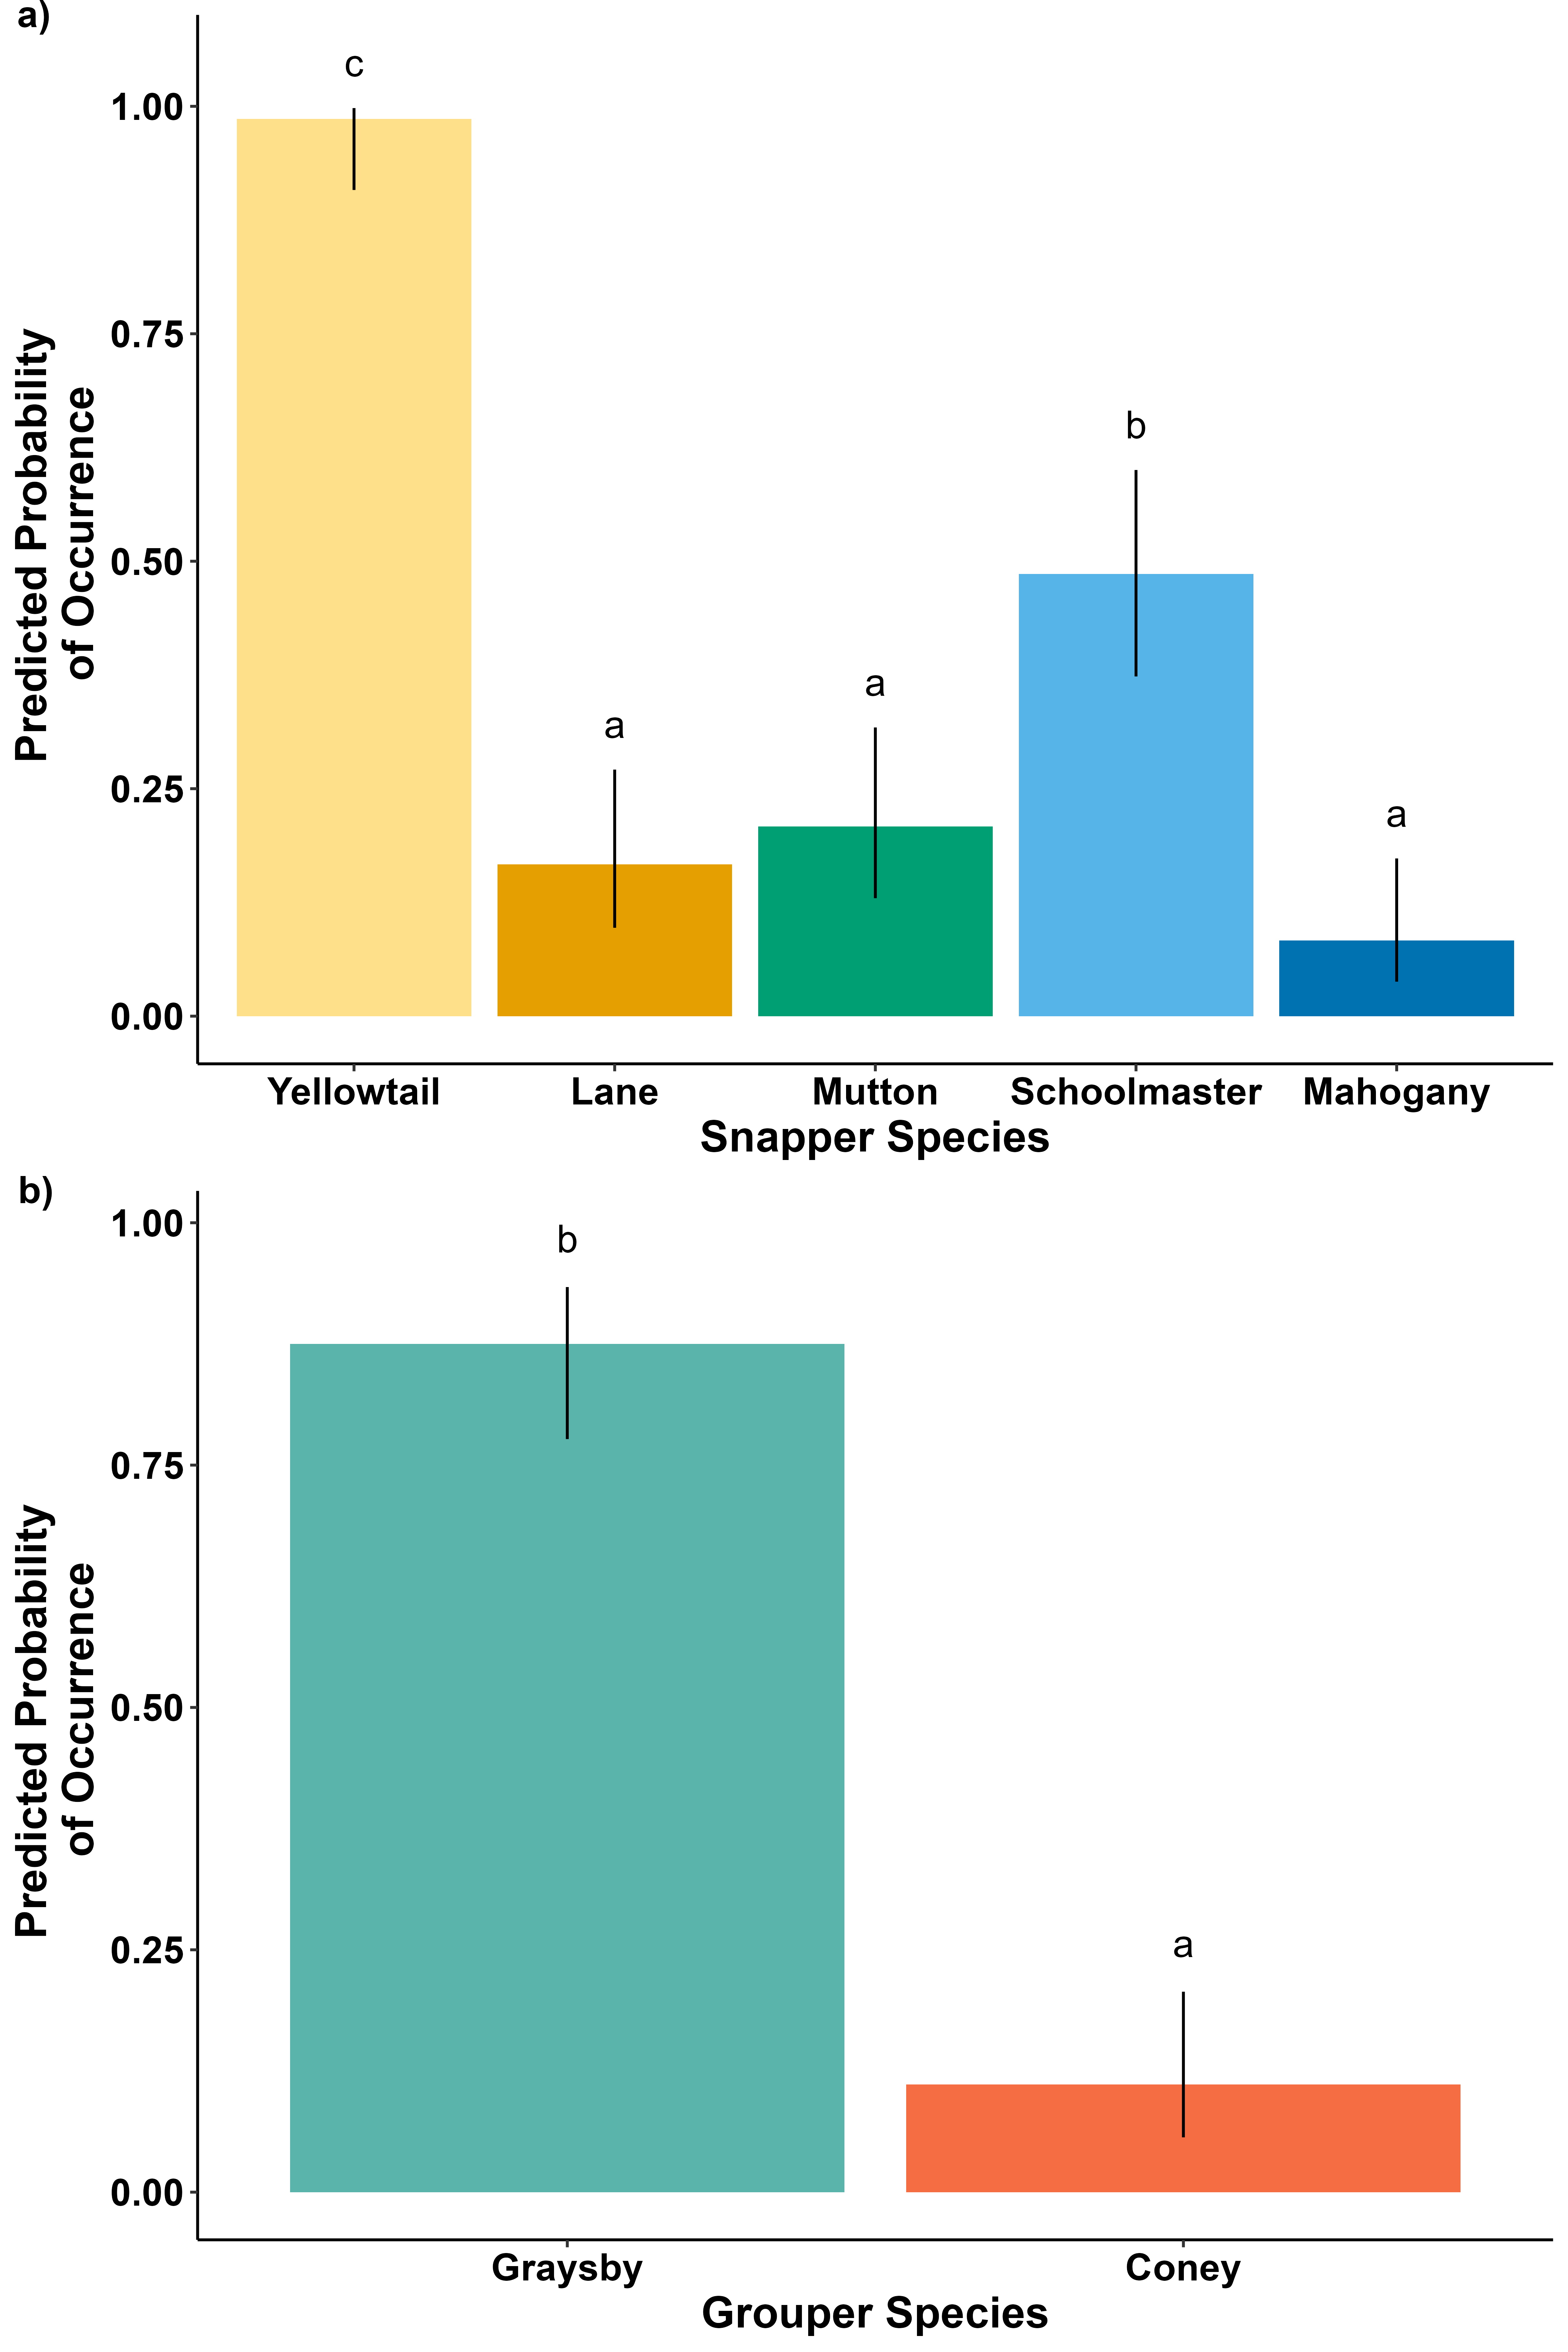 a)
c
1.00
0.75
b
0.50
a
a
0.25
a
0.00
Predicted Probability
of Occurrence
Yellowtail Lane Mutton Schoolmaster Mahogany
Snapper Species
b)
1.00
b
0.75
0.50
0.25
a
0.00
Predicted Probability
of Occurrence
Graysby Coney
Grouper Species